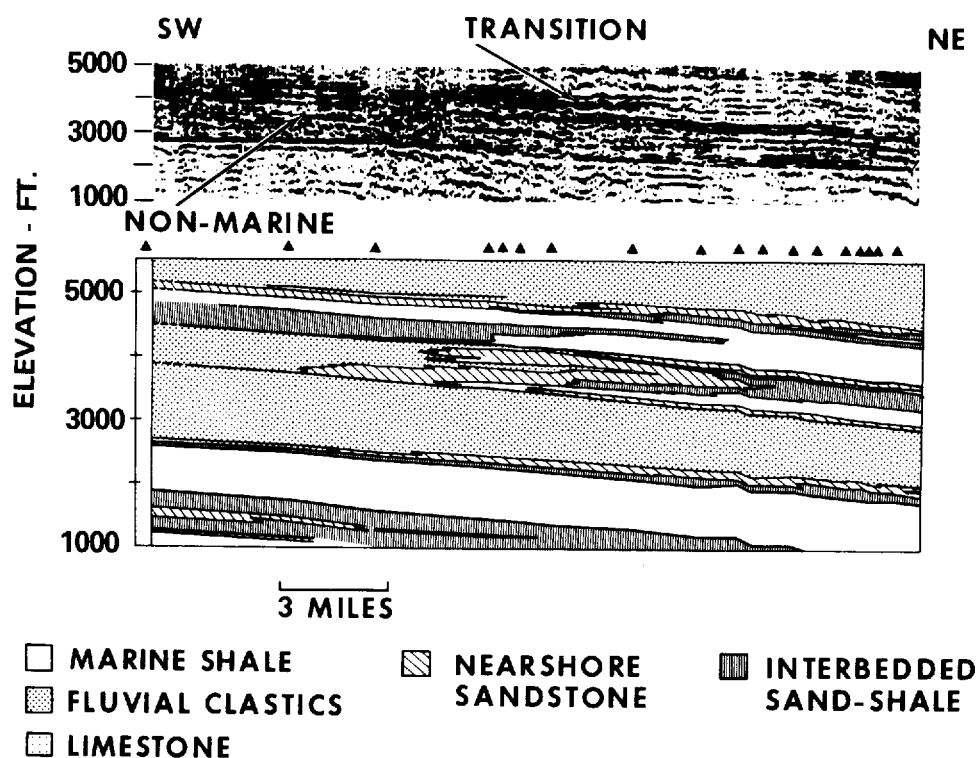 SW
TRANSITION
NE
5000
3000
1000
NON-MARINE
ELEVATION - FT.
5000
3000
1000
3 MILES
MARINE SHALE
FLUVIAL CLASTICS
LIMESTONE
NEARSHORE
SANDSTONE
INTERBEDDED
SAND-SHALE